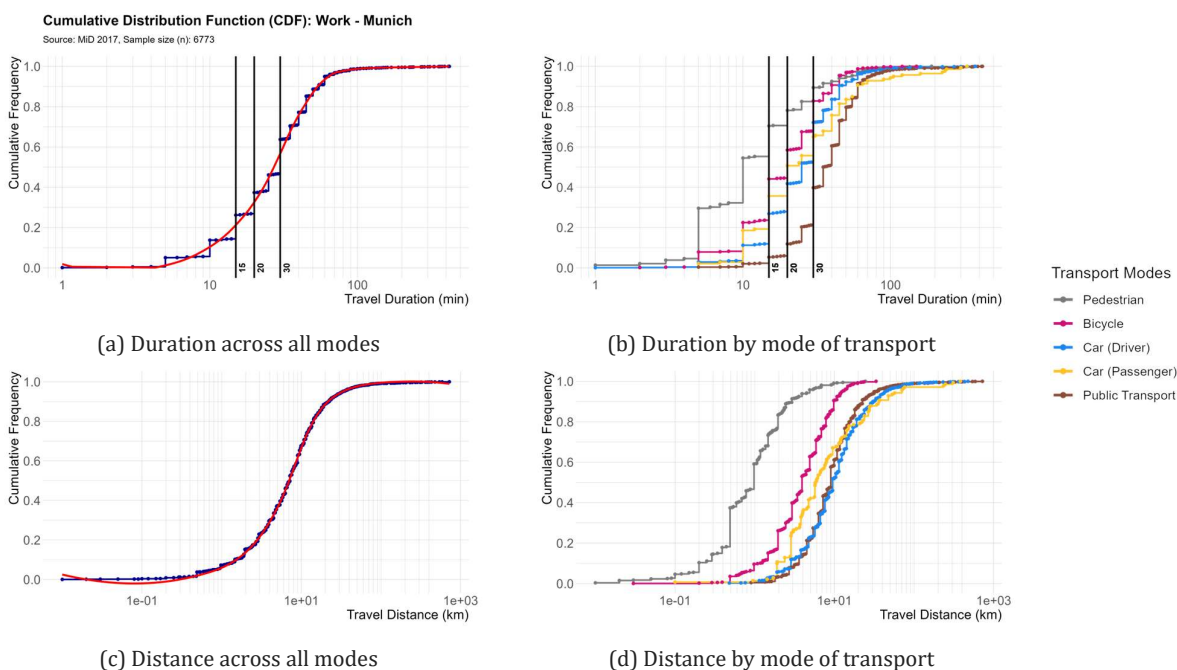 Cumulative Distribution Function (CDF): Work - Munich
Source: MiD 2017, Sample size (n): 6773
Cumulative Frequency
1.0
0.8
0.6
0.4
0.2
0.0
15
20
30
1
10
100
Travel Duration (min)
(a) Duration across all modes
Cumulative Frequency
1.0
0.8
0.6
0.4
0.2
0.0
15
20
30
1
10
100
Travel Duration (min)
(b) Duration by mode of transport
Transport Modes
Pedestrian
Bicycle
Car (Driver)
Car (Passenger)
Public Transport
Cumulative Frequency
1.0
0.8
0.6
0.4
0.2
0.0
1e-01
1e+01
1e+03
Travel Distance (km)
(c) Distance across all modes
Cumulative Frequency
1.0
0.8
0.6
0.4
0.2
0.0
1e-01
1e+01
1e+03
Travel Distance (km)
(d) Distance by mode of transport